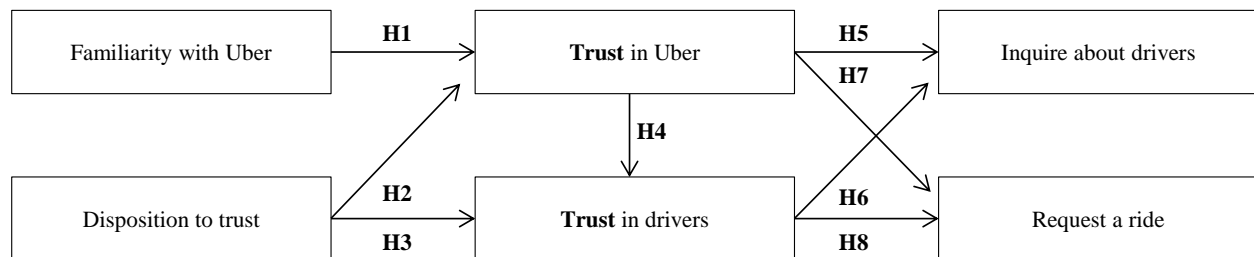 Familiarity with Uber
H1
Trust in Uber
H5
H7
Inquire about drivers
H4
Disposition to trust
H2
H3
Trust in drivers
H6
H8
Request a ride